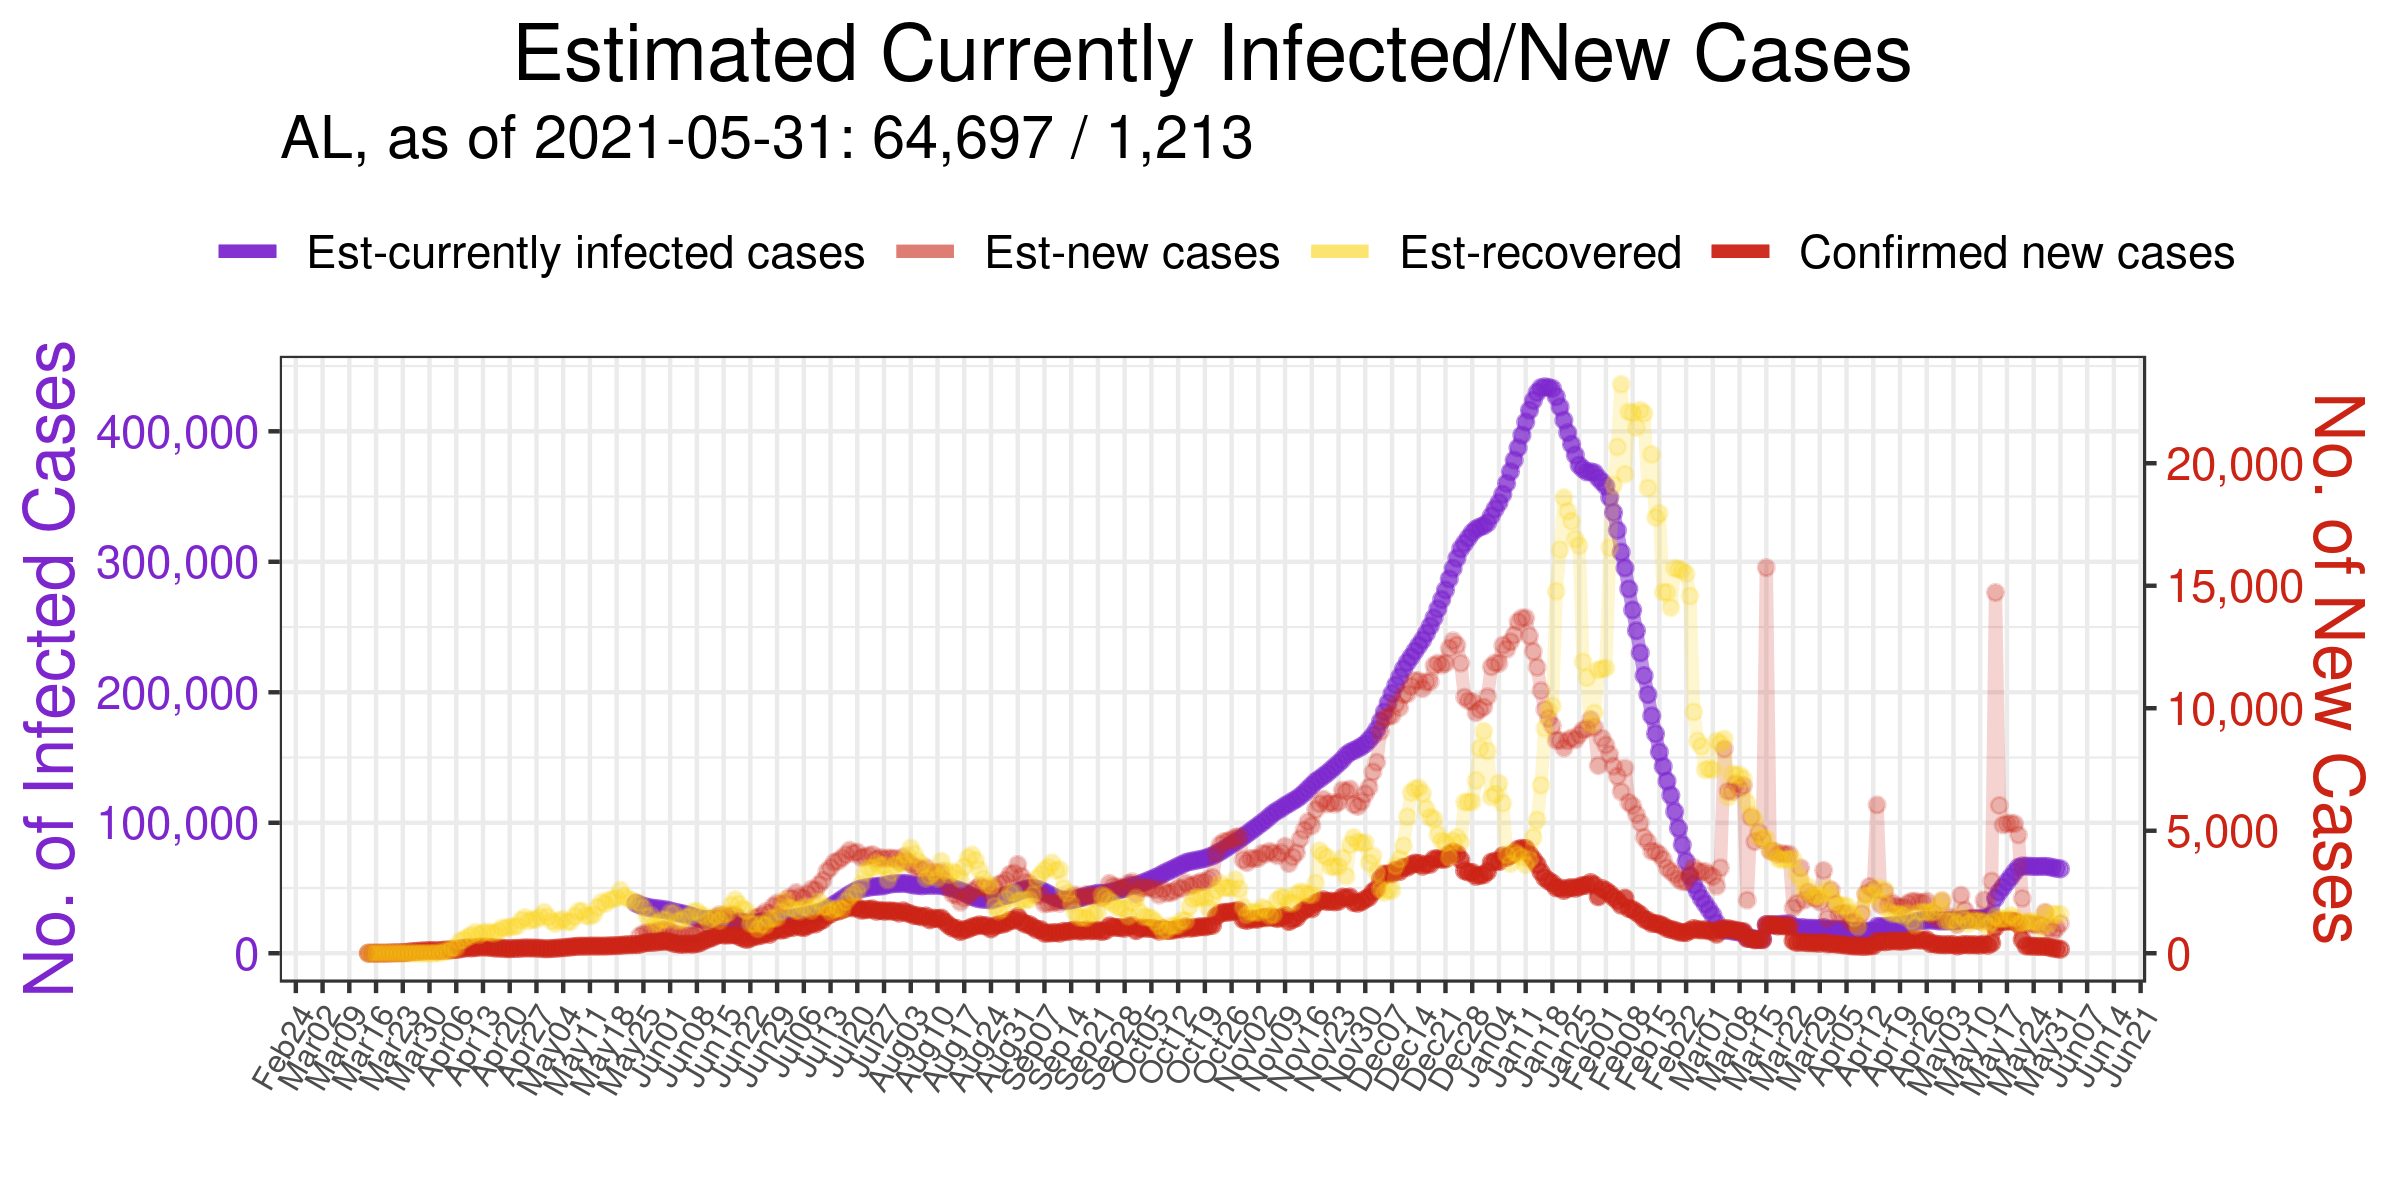 Estimated Currently Infected/New Cases
AL, as of 2021-05-31: 64,697 / 1,213
Est-currently infected cases Est-new cases Est-recovered Confirmed new cases
No. of Infected Cases
400,000
300,000
200,000
100,000
0
20,000
15,000
10,000
5,000
0
No. of New Cases
Feb24
Mar02
Mar09
Mar16
Mar23
Mar30
Apr06
Apr13
Apr20
Apr27
May04
May11
May18
May25
Jun01
Jun08
Jun15
Jun22
Jun29
Jul06
Jul13
Jul20
Jul27
Aug03
Aug10
Aug17
Aug24
Aug31
Sep07
Sep14
Sep21
Sep28
Oct05
Oct12
Oct19
Oct26
Nov02
Nov09
Nov16
Nov23
Nov30
Dec07
Dec14
Dec21
Dec28
Jan04
Jan11
Jan18
Jan25
Feb01
Feb08
Feb15
Feb22
Mar01
Mar08
Mar15
Mar22
Mar29
Apr05
Apr12
Apr19
Apr26
May03
May10
May17
May24
May31
Jun07
Jun14
Jun21